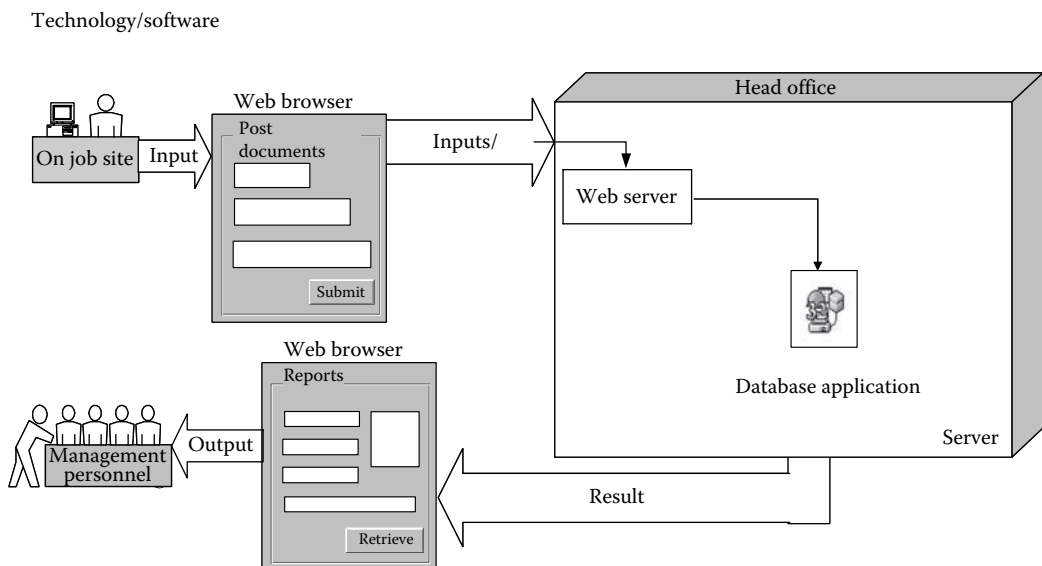 Technology/software
Head office
Web browser
Post
documents
On job site
Input
Inputs/
Web server
Submit
Database application
Server
Web browser
Reports
Management
personnel
Output
Result
Retrieve